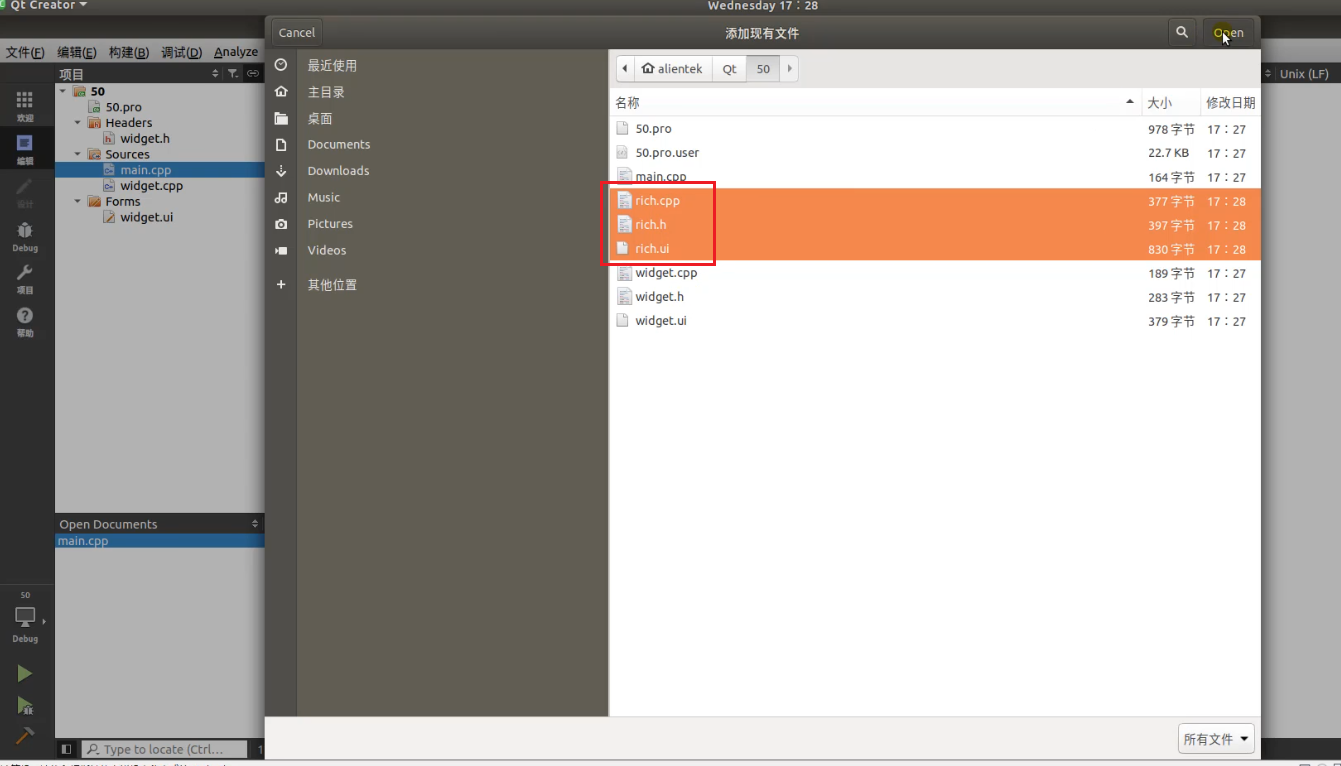 Qt Creator
Wednesday 17：28
Cancel
添加现有文件
Open
文件(F) 编辑(E) 构建(B) 调试(D) Analyze
项目
Unix (LF)
欢迎
编辑
设计
Debug
项目
帮助
50
50.pro
Headers
widget.h
Sources
main.cpp
widget.cpp
Forms
widget.ui
Open Documents
main.cpp
50
Debug
Type to locate (Ctrl...
1
最近使用
主目录
桌面
Documents
Downloads
Music
Pictures
Videos
其他位置
alientek Qt 50
名称 大小 修改日期
50.pro 978 字节 17：27
50.pro.user 22.7 KB 17：27
main.cpp 164 字节 17：27
rich.cpp 377 字节 17：28
rich.h 397 字节 17：28
rich.ui 830 字节 17：28
widget.cpp 189 字节 17：27
widget.h 283 字节 17：27
widget.ui 379 字节 17：27
所有文件